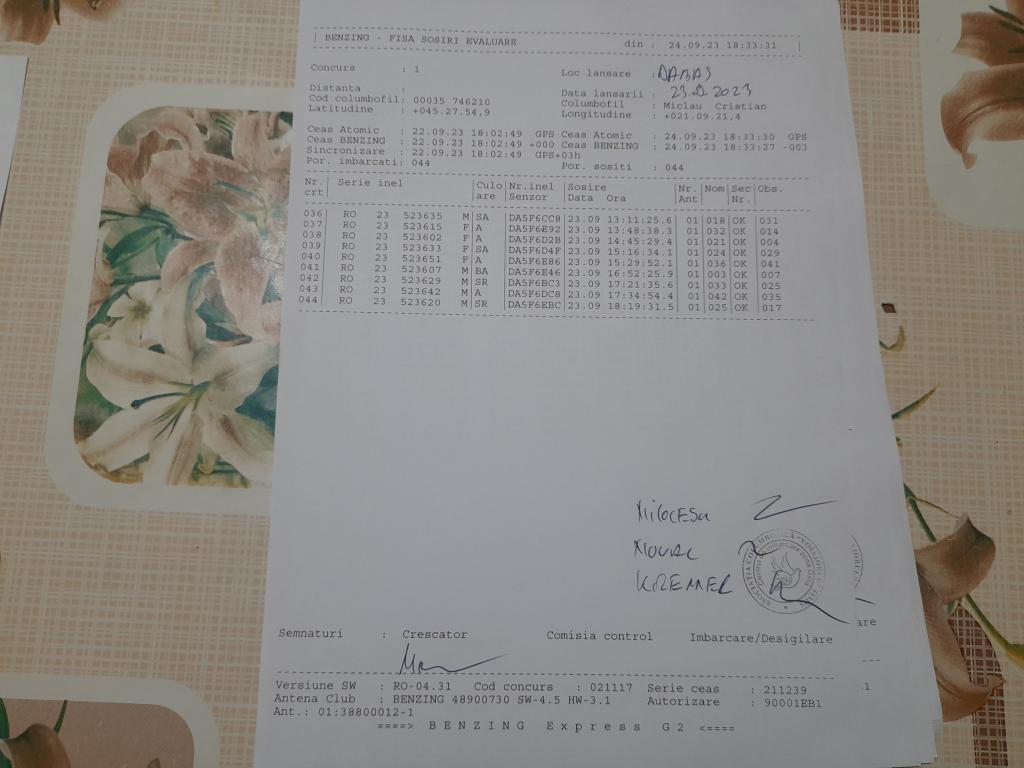 | BENZING - FISA SOSIRI EVALUARE din : 24.09.23 18:33:31 |
Concurs : 1 Loc lansare : DABAS
Distanta : Data lansarii : 23.9.2023
Cod columbofil: 00035 746210 Columbofil : Miclau Cristian
Latitudine : +045.27.54,9 Longitudine : +021.09.21,4
Ceas Atomic : 22.09.23 18:02:49 GPS Ceas Atomic : 24.09.23 18:33:30 GPS
Ceas BENZING : 22.09.23 18:02:49 +000 Ceas BENZING : 24.09.23 18:33:27 -003
Sincronizare : 22.09.23 18:02:49 GPS+03h
Por. imbarcati: 044 Por. sositi : 044
Nr.| Serie inel |Culo|Nr.inel |Sosire |Nr.|Nom|Sec|Obs.
crt| |are |Senzor |Data Ora |Ant| |Nr.|
036| RO 23 523635 M|SA |DA5F6CC8|23.09 13:11:25.6| 01|018|OK |031
037| RO 23 523615 F|A |DA5F6E92|23.09 13:48:38.3| 01|032|OK |014
038| RO 23 523602 F|A |DA5F6D2B|23.09 14:45:29.4| 01|021|OK |004
039| RO 23 523633 F|SA |DA5F6D4F|23.09 15:16:34.1| 01|024|OK |029
040| RO 23 523651 F|A |DA5F6E86|23.09 15:29:52.1| 01|036|OK |041
041| RO 23 523607 M|BA |DA5F6E46|23.09 16:52:25.9| 01|003|OK |007
042| RO 23 523629 M|SR |DA5F6BC3|23.09 17:21:35.6| 01|033|OK |025
043| RO 23 523642 M|A |DA5F6DC8|23.09 17:34:54.4| 01|042|OK |035
044| RO 23 523620 M|SR |DA5F6EBC|23.09 18:19:31.5| 01|025|OK |017
KREMMER
Semnaturi : Crescator Comisia control Imbarcare/Desigilare
are
Versiune SW : RO-04.31 Cod concurs : 021117 Serie ceas : 211239
Antena Club : BENZING 48900730 SW-4.5 HW-3.1 Autorizare : 90001EB1
Ant.: 01:38800012-1
====> B E N Z I N G E x p r e s s G 2 <====